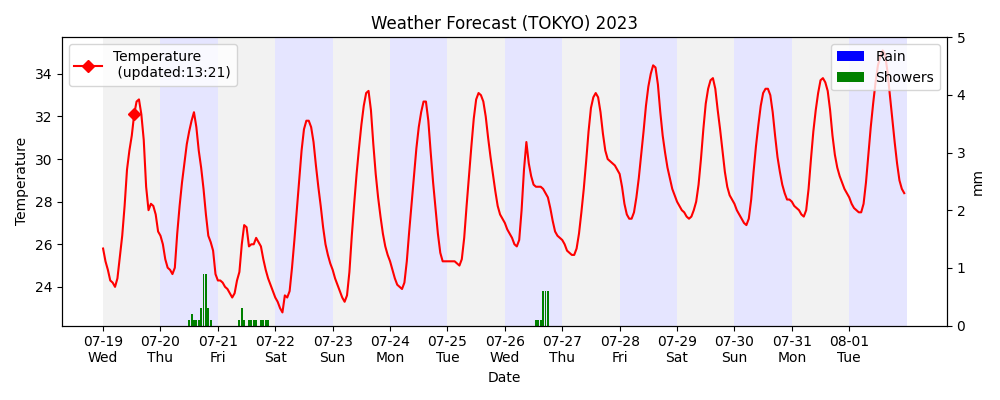 Weather Forecast (TOKYO) 2023
Temperature
(updated:13:21)
Rain
Showers
Temperature
34
32
30
28
26
24
5
4
3
2
1
0
mm
07-19 07-20 07-21 07-22 07-23 07-24 07-25 07-26 07-27 07-28 07-29 07-30 07-31 08-01
Wed Thu Fri Sat Sun Mon Tue Wed Thu Fri Sat Sun Mon Tue
Date